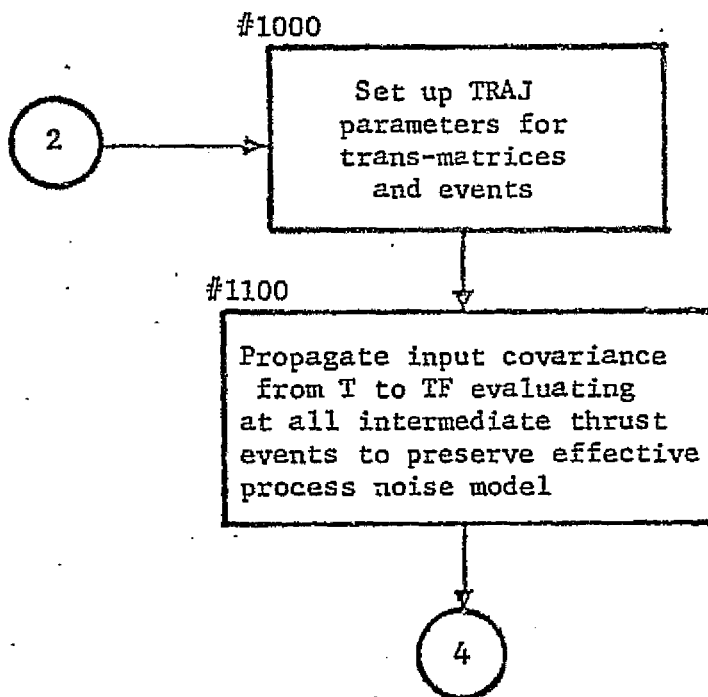 #1000
Set up TRAJ
parameters for
trans-matrices
and events
2
#1100
Propagate input covariance
from T to TF evaluating
at all intermediate thrust
events to preserve effective
process noise model
4